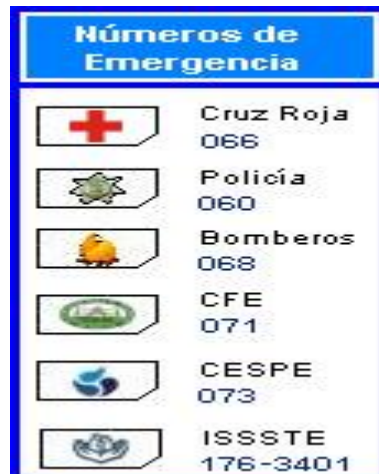 Números de
Emergencia
Cruz Roja
066
Policía
060
Bomberos
068
CFE
071
CESPE
073
ISSSTE
176-3401